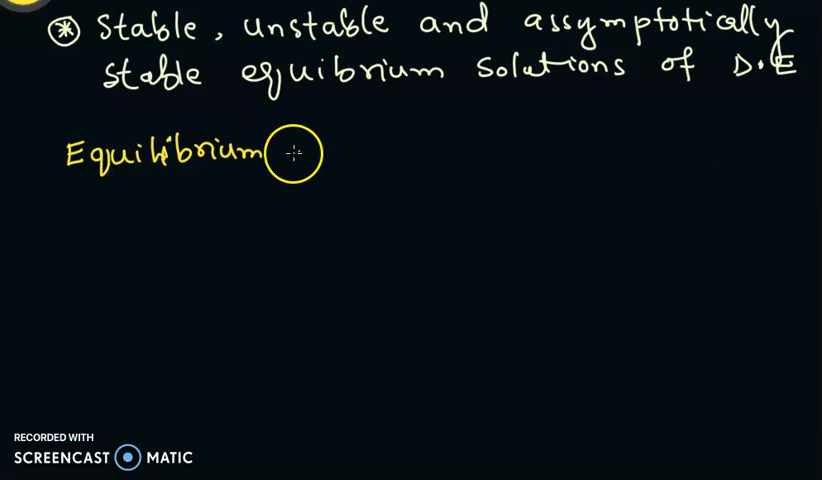 * Stable, unstable and assymptotically
stable equibrium solutions of D.E
Equilibrium
RECORDED WITH
SCREENCAST MATIC